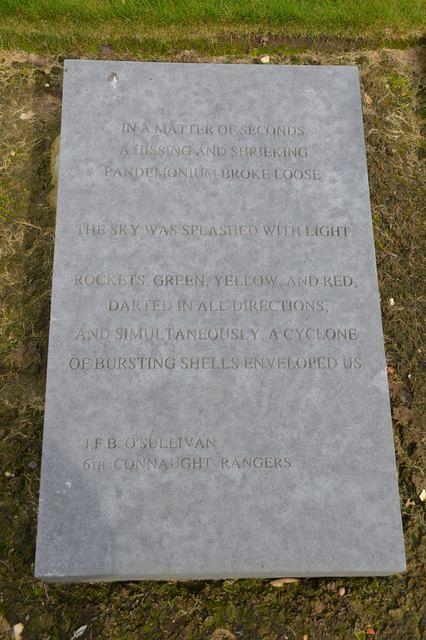 IN A MATTER OF SECONDS
A HISSING AND SHRIEKING
PANDEMONIUM BROKE LOOSE
THE SKY WAS SPLASHED WITH LIGHT
ROCKETS, GREEN, YELLOW, AND RED,
DARTED IN ALL DIRECTIONS,
AND SIMULTANEOUSLY, A CYCLONE
OF BURSTING SHELLS ENVELOPED US
J.F.B. O'SULLIVAN
6TH CONNAUGHT RANGERS